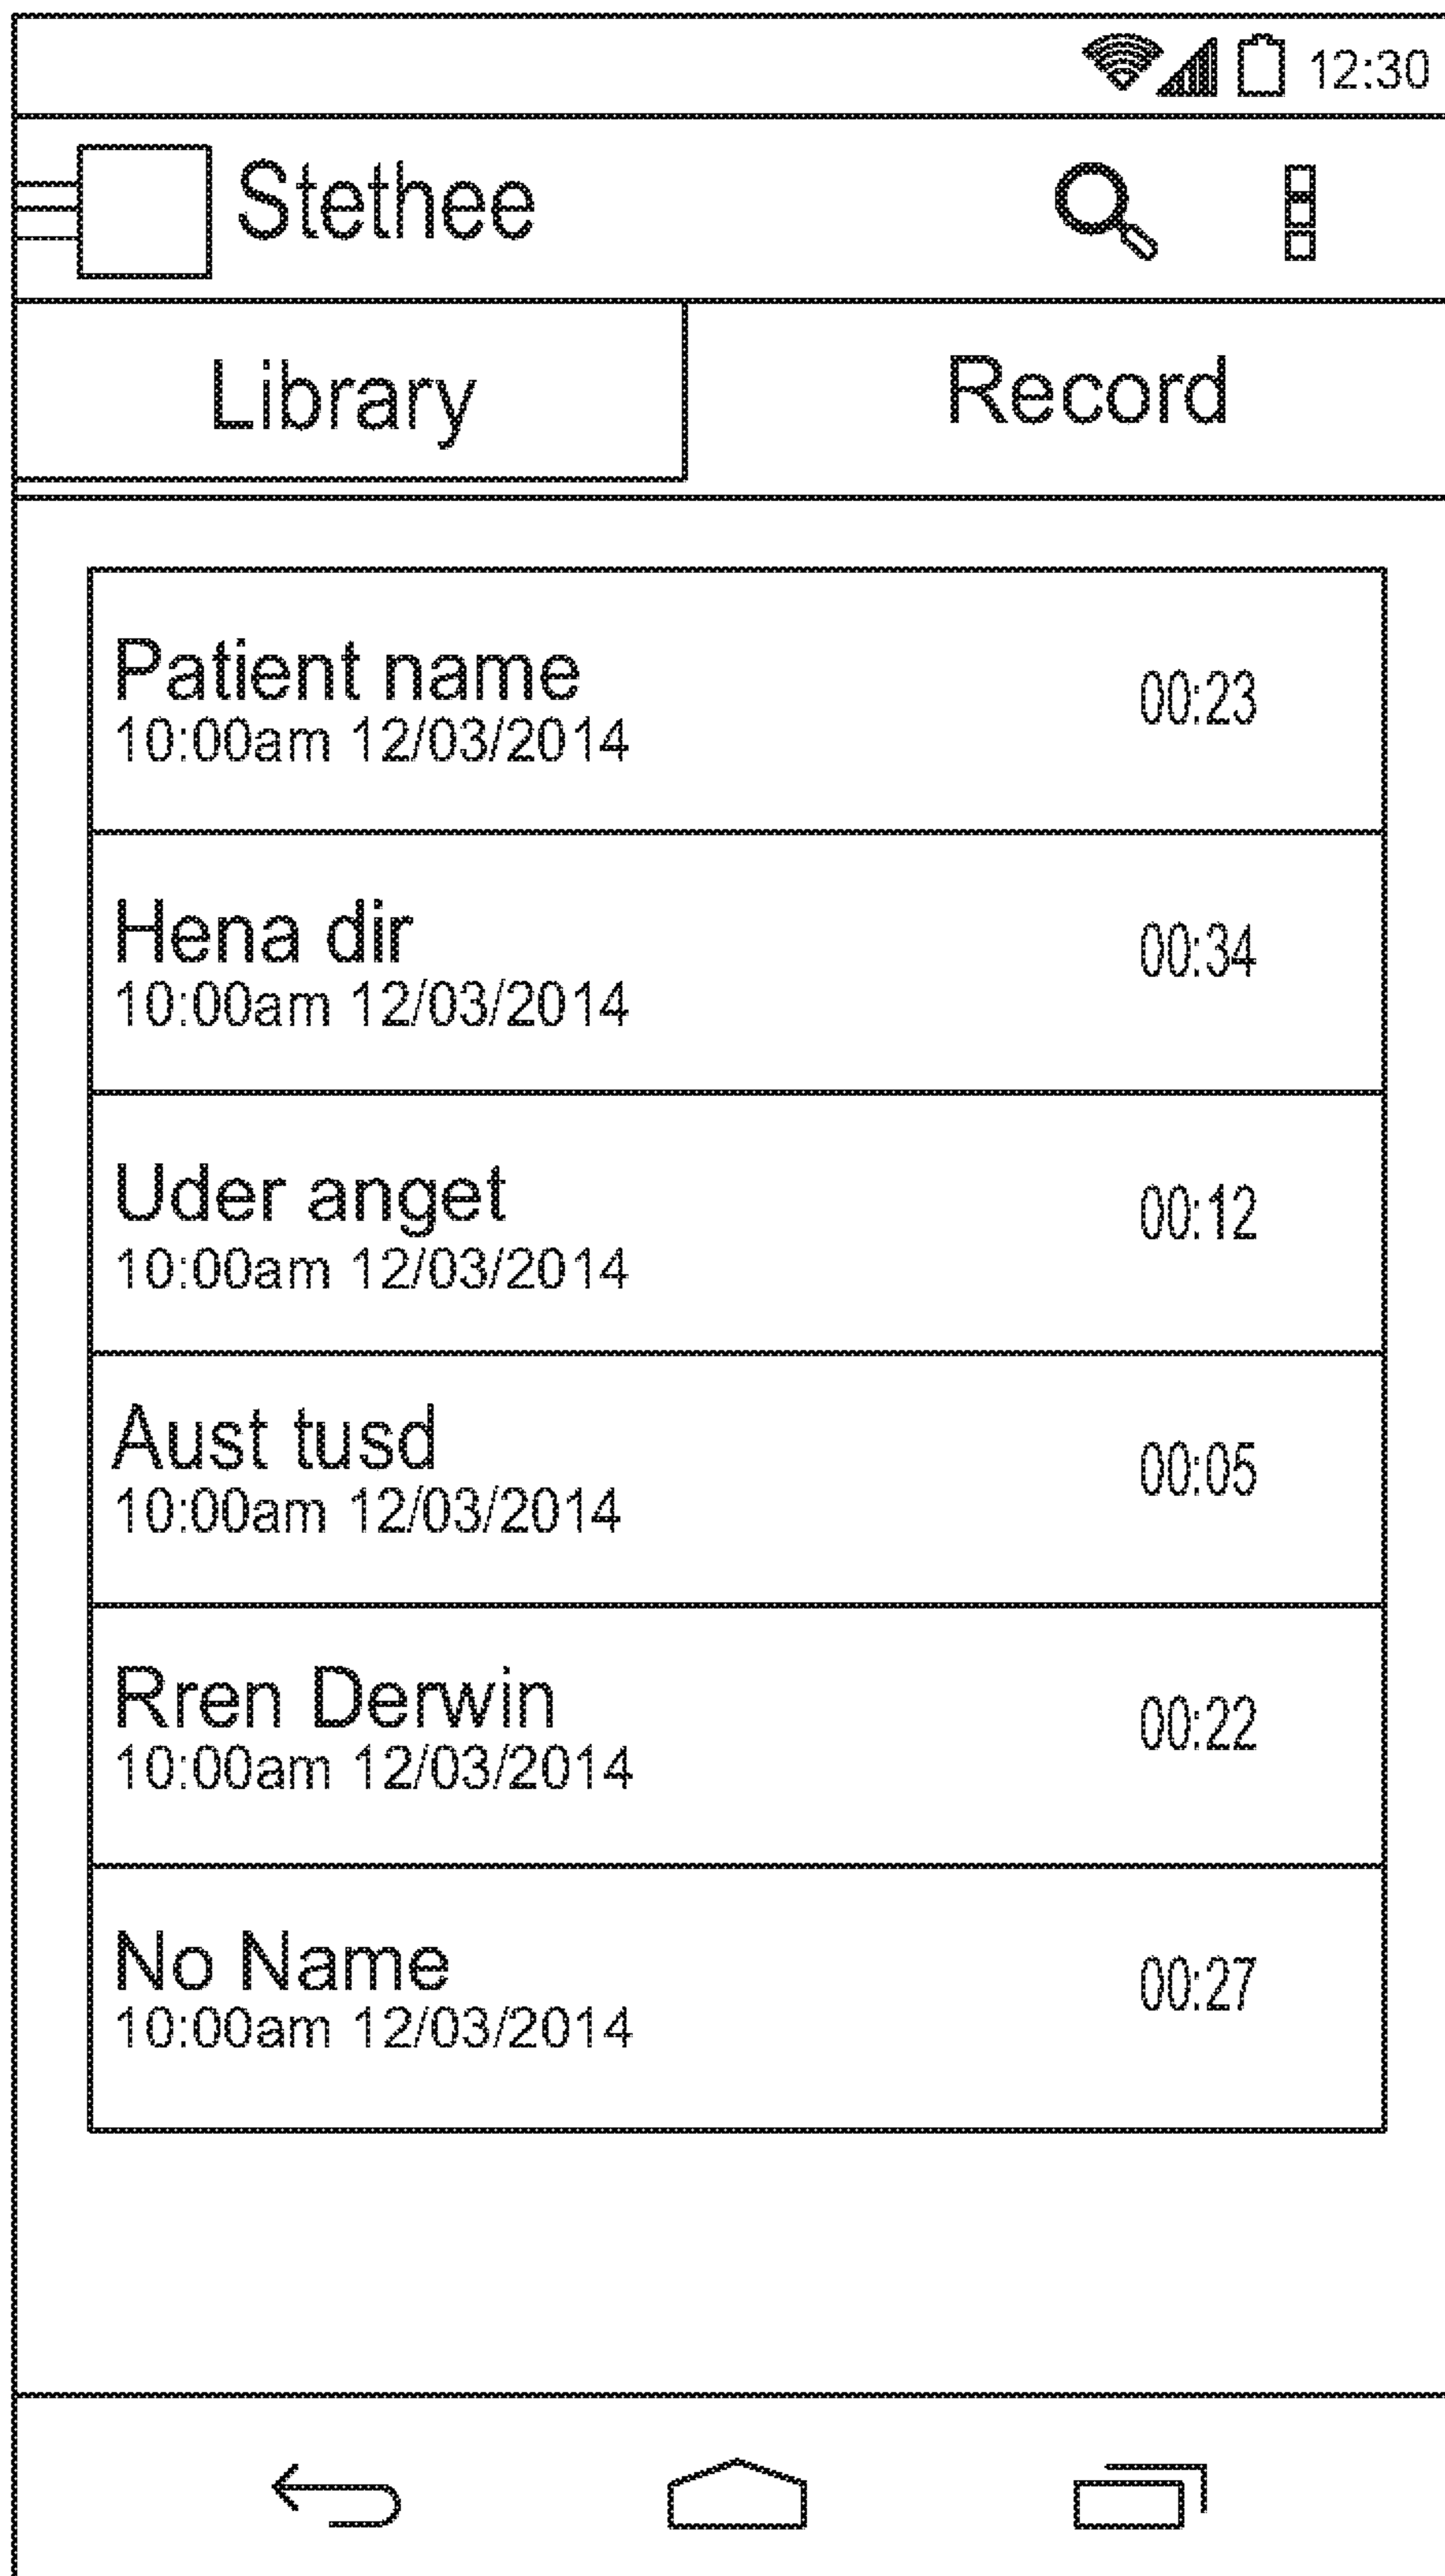 12:30
Stethee
Library
Record
Patient name
00:23
10:00am 12/03/2014
Hena dir
00:34
10:00am 12/03/2014
Uder anget
00:12
10:00am 12/03/2014
Aust tusd
00:05
10:00am 12/03/2014
Rren Derwin
00:22
10:00am 12/03/2014
No Name
00:27
10:00am 12/03/2014